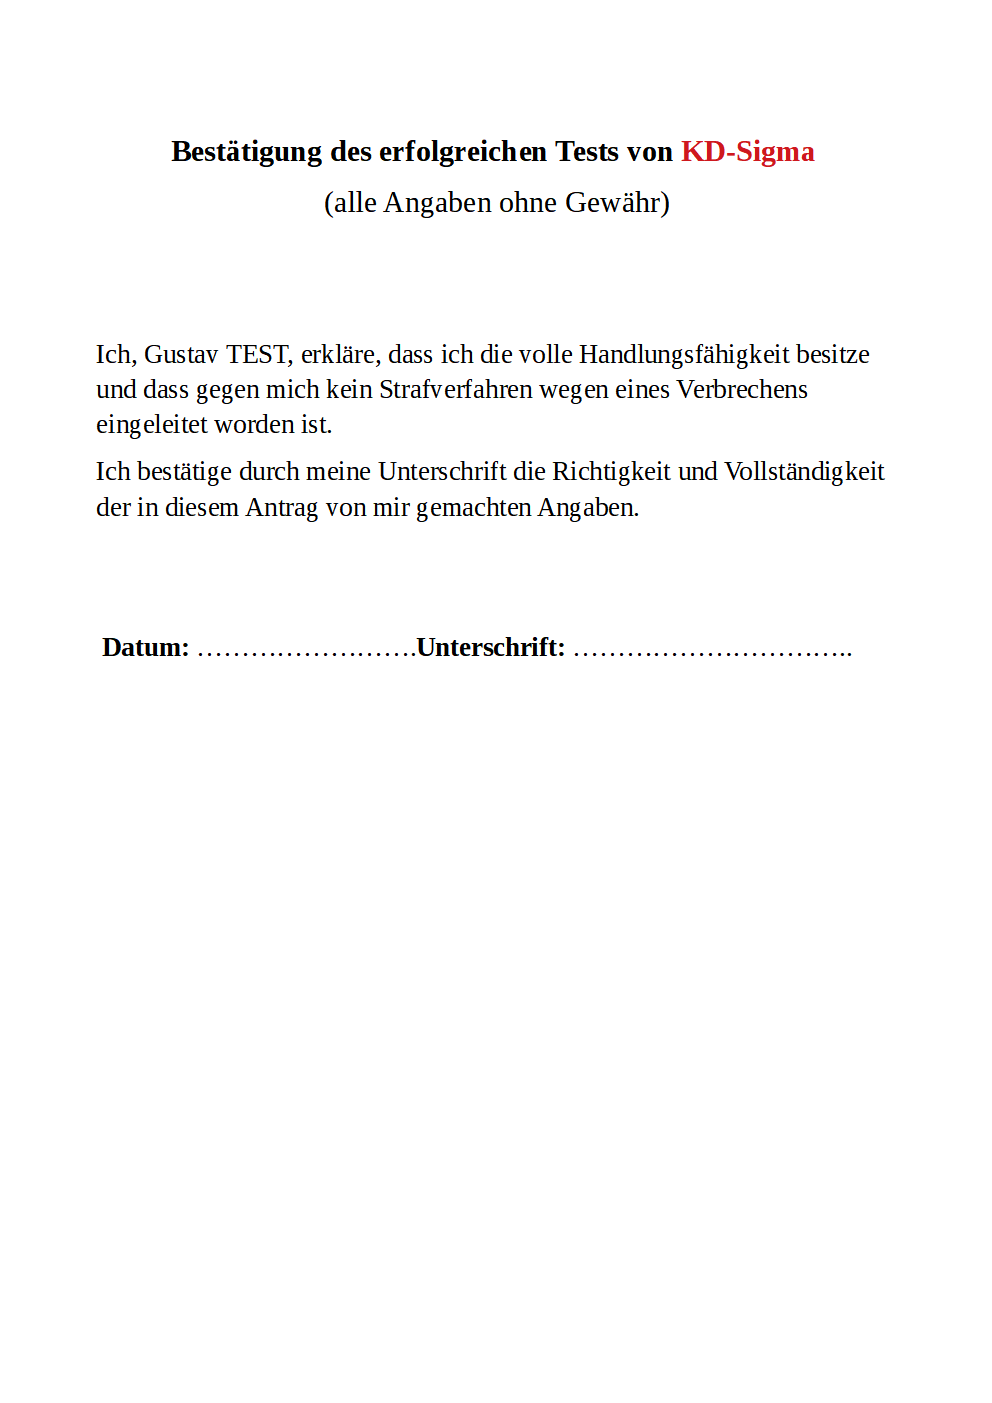 Bestätigung des erfolgreichen Tests von KD-Sigma
(alle Angaben ohne Gewähr)
Ich, Gustav TEST, erkläre, dass ich die volle Handlungsfähigkeit besitze
und dass gegen mich kein Strafverfahren wegen eines Verbrechens
eingeleitet worden ist.
Ich bestätige durch meine Unterschrift die Richtigkeit und Vollständigkeit
der in diesem Antrag von mir gemachten Angaben.
Datum: …………………….Unterschrift: …………………………..